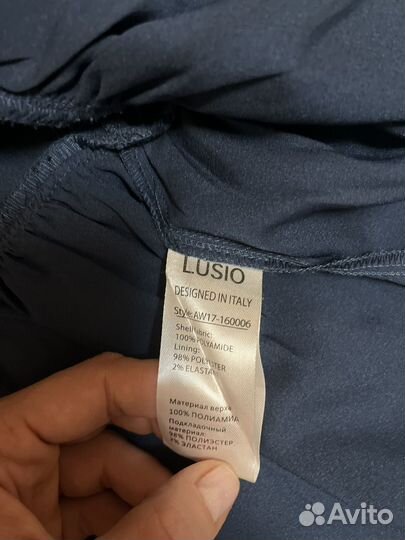 LUSIO
DESIGNED IN ITALY
Style AW17-160006
Shell fabric:
100% POLYAMIDE
Lining:
98% POLYESTER
2% ELASTAN
Материал верха
100% ПОЛИАМИД
Подкладочный
материал:
98% ПОЛИЭСТЕР
ЭЛАСТАН
Avito